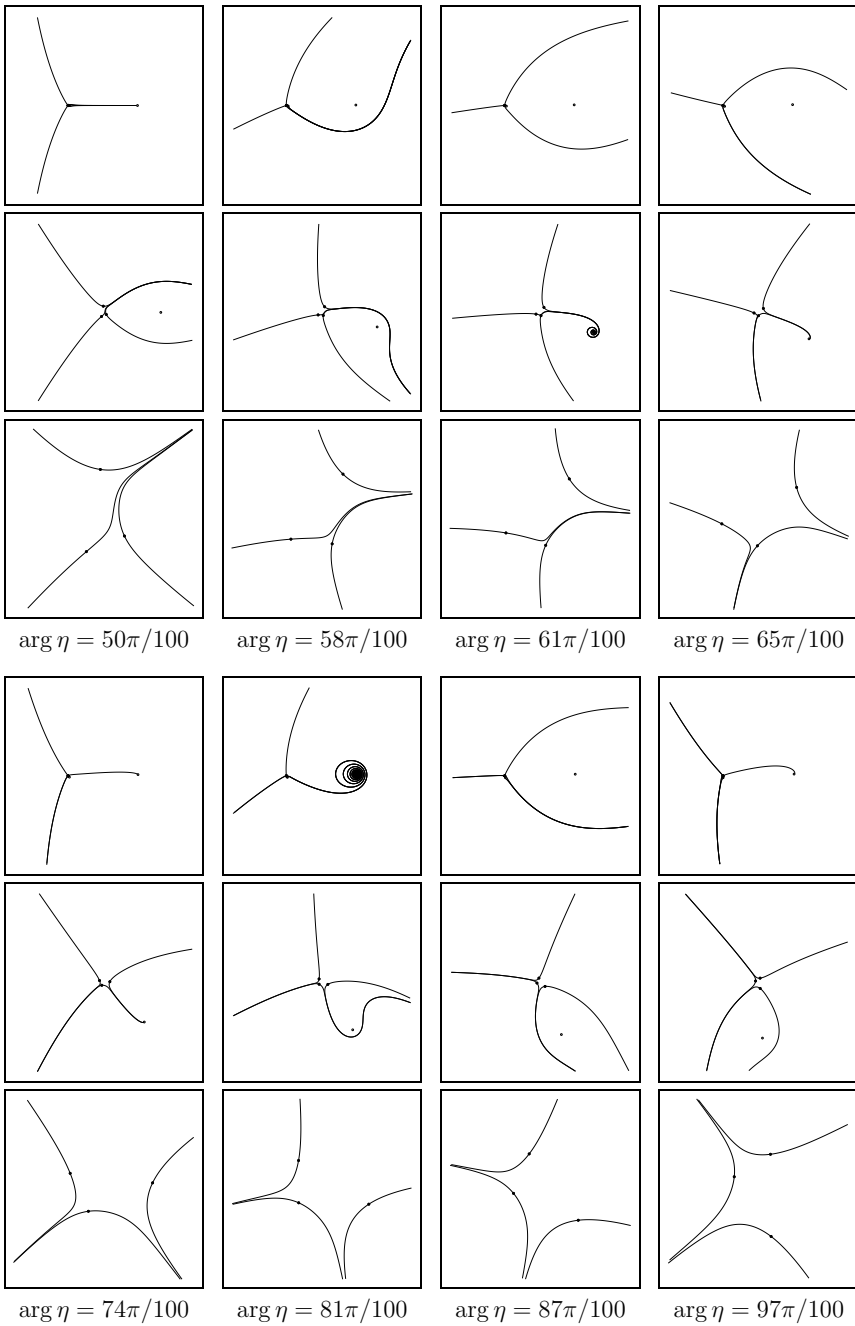 arg η = 50π/100 arg η = 58π/100 arg η = 61π/100 arg η = 65π/100
arg η = 74π/100 arg η = 81π/100 arg η = 87π/100 arg η = 97π/100